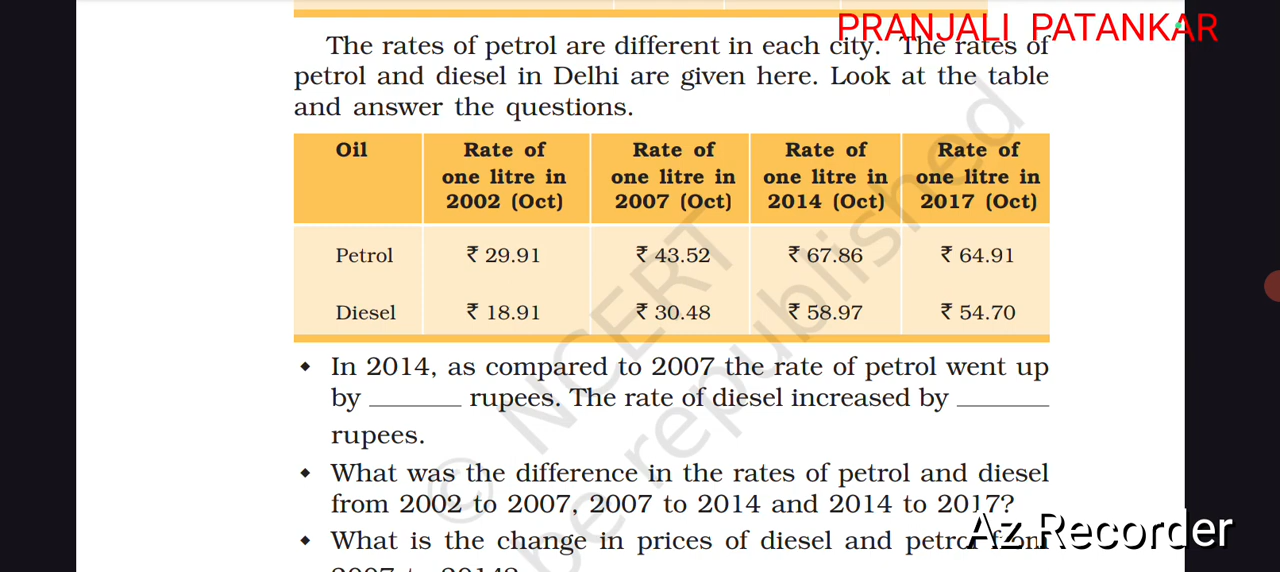 PRANJALI PATANKAR
The rates of petrol are different in each city. The rates of
petrol and diesel in Delhi are given here. Look at the table
and answer the questions.
Oil
Rate of one litre in 2002 (Oct)
Rate of one litre in 2007 (Oct)
Rate of one litre in 2014 (Oct)
Rate of one litre in 2017 (Oct)
Petrol ₹ 29.91 ₹ 43.52 ₹ 67.86 ₹ 64.91
Diesel ₹ 18.91 ₹ 30.48 ₹ 58.97 ₹ 54.70
© NCERT
be republished
♦ In 2014, as compared to 2007 the rate of petrol went up
by _______ rupees. The rate of diesel increased by _______
rupees.
♦ What was the difference in the rates of petrol and diesel
from 2002 to 2007, 2007 to 2014 and 2014 to 2017?
♦ What is the change in prices of diesel and petrol from
Az Recorder